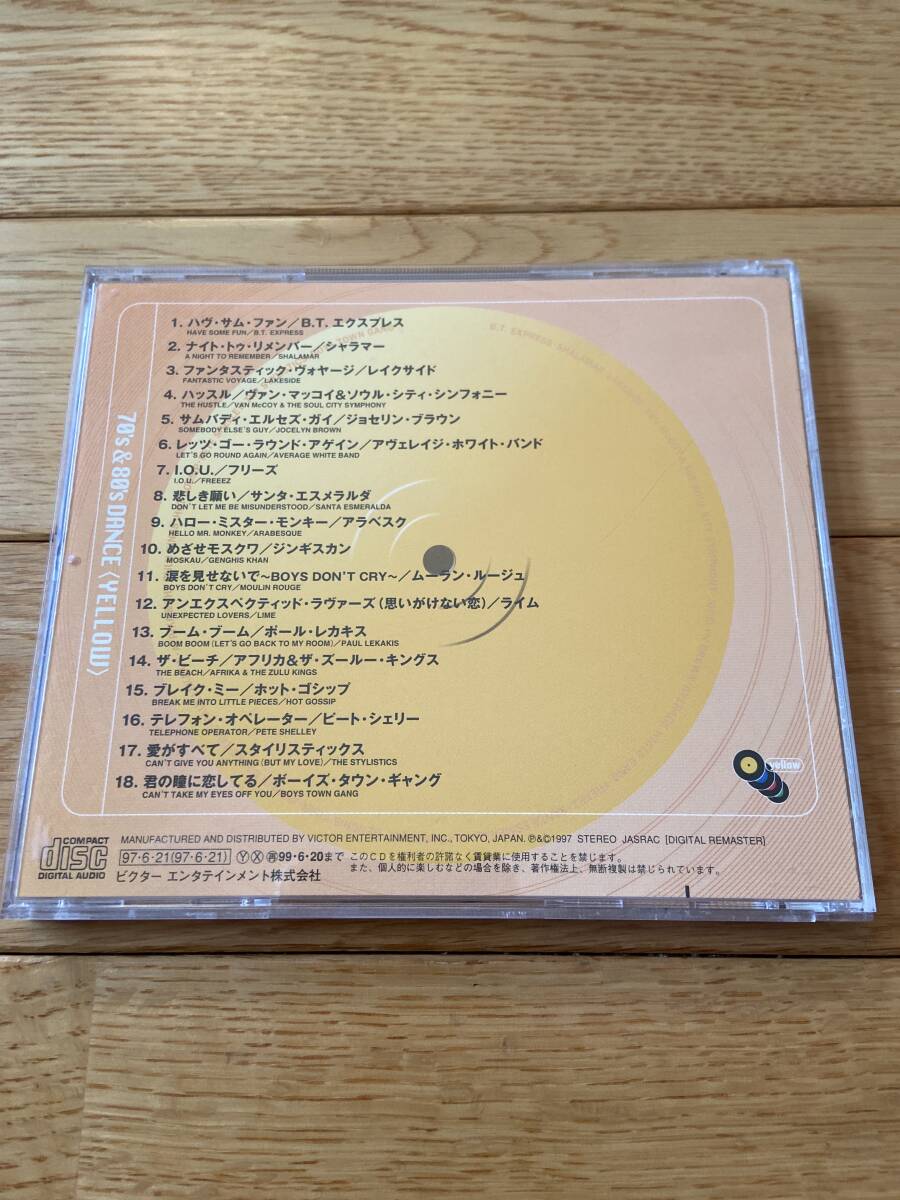 70's & 80's DANCE〈YELLOW〉
1. ハヴ・サム・ファン／B.T. エクスプレス
HAVE SOME FUN／B.T. EXPRESS
2. ナイト・トゥ・リメンバー／シャラマー
A NIGHT TO REMEMBER／SHALAMAR
3. ファンタスティック・ヴォヤージ／レイクサイド
FANTASTIC VOYAGE／LAKESIDE
4. ハッスル／ヴァン・マッコイ&ソウル・シティ・シンフォニー
THE HUSTLE／VAN McCOY & THE SOUL CITY SYMPHONY
5. サムバディ・エルセズ・ガイ／ジョセリン・ブラウン
SOMEBODY ELSE'S GUY／JOCELYN BROWN
6. レッツ・ゴー・ラウンド・アゲイン／アヴェレイジ・ホワイト・バンド
LET'S GO ROUND AGAIN／AVERAGE WHITE BAND
7. I.O.U.／フリーズ
I.O.U.／FREEEZ
8. 悲しき願い／サンタ・エスメラルダ
DON'T LET ME BE MISUNDERSTOOD／SANTA ESMERALDA
9. ハロー・ミスター・モンキー／アラベスク
HELLO MR. MONKEY／ARABESQUE
10. めざせモスクワ／ジンギスカン
MOSKAU／GENGHIS KHAN
11. 涙を見せないで～BOYS DON'T CRY～／ムーラン・ルージュ
BOYS DON'T CRY／MOULIN ROUGE
12. アンエクスペクティッド・ラヴァーズ（思いがけない恋）／ライム
UNEXPECTED LOVERS／LIME
13. ブーム・ブーム／ポール・レカキス
BOOM BOOM (LET'S GO BACK TO MY ROOM)／PAUL LEKAKIS
14. ザ・ビーチ／アフリカ&ザ・ズールー・キングス
THE BEACH／AFRIKA & THE ZULU KINGS
15. ブレイク・ミー／ホット・ゴシップ
BREAK ME INTO LITTLE PIECES／HOT GOSSIP
16. テレフォン・オペレーター／ピート・シェリー
TELEPHONE OPERATOR／PETE SHELLEY
17. 愛がすべて／スタイリスティックス
CAN'T GIVE YOU ANYTHING (BUT MY LOVE)／THE STYLISTICS
18. 君の瞳に恋してる／ボーイズ・タウン・ギャング
CAN'T TAKE MY EYES OFF YOU／BOYS TOWN GANG
yellow
COMPACT disc DIGITAL AUDIO
MANUFACTURED AND DISTRIBUTED BY VICTOR ENTERTAINMENT, INC., TOKYO, JAPAN. ℗&©1997 STEREO JASRAC [DIGITAL REMASTER]
97・6・21(97・6・21) Ⓨ Ⓧ ㊢99・6・20まで このCDを権利者の許諾なく賃貸業に使用することを禁じます。
また、個人的に楽しむなどの場合を除き、著作権法上、無断複製は禁じられています。
ビクター エンタテインメント株式会社